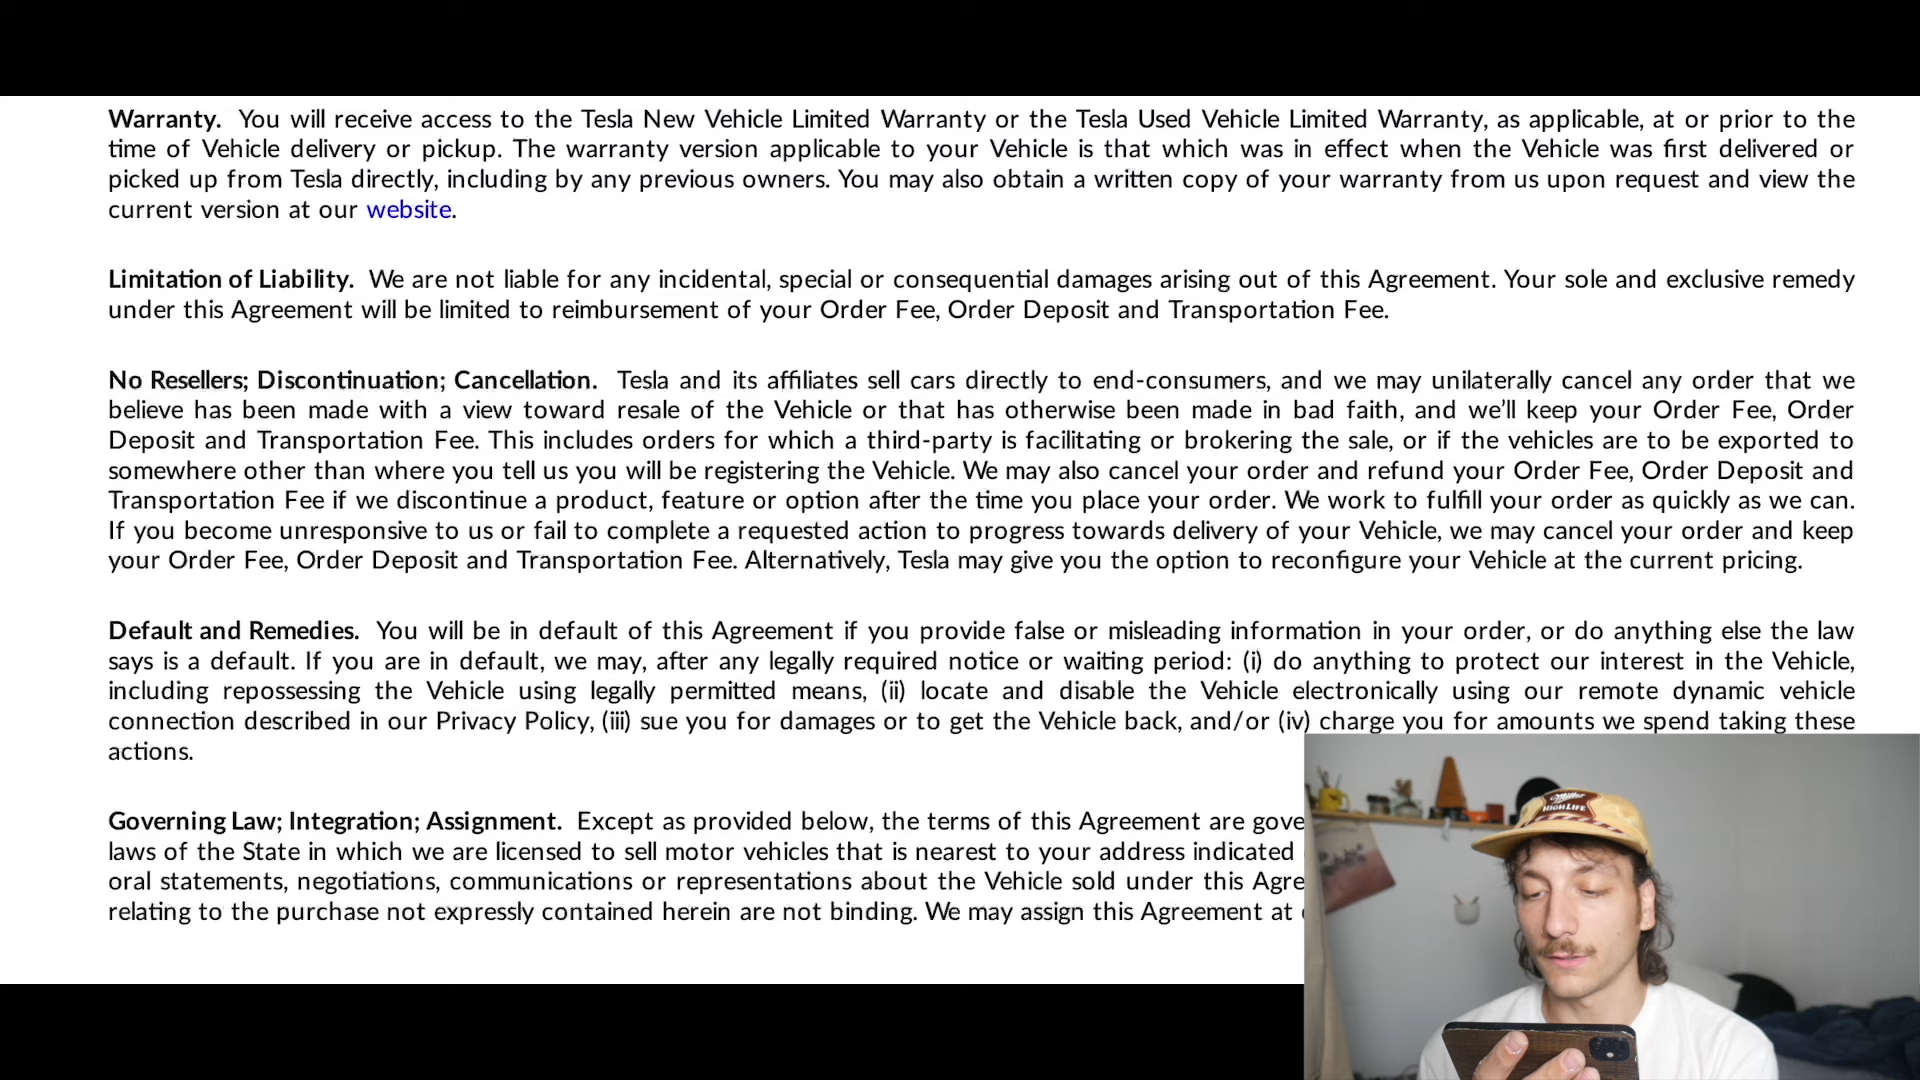 Warranty. You will receive access to the Tesla New Vehicle Limited Warranty or the Tesla Used Vehicle Limited Warranty, as applicable, at or prior to the
time of Vehicle delivery or pickup. The warranty version applicable to your Vehicle is that which was in effect when the Vehicle was first delivered or
picked up from Tesla directly, including by any previous owners. You may also obtain a written copy of your warranty from us upon request and view the
current version at our website.
Limitation of Liability. We are not liable for any incidental, special or consequential damages arising out of this Agreement. Your sole and exclusive remedy
under this Agreement will be limited to reimbursement of your Order Fee, Order Deposit and Transportation Fee.
No Resellers; Discontinuation; Cancellation. Tesla and its affiliates sell cars directly to end-consumers, and we may unilaterally cancel any order that we
believe has been made with a view toward resale of the Vehicle or that has otherwise been made in bad faith, and we’ll keep your Order Fee, Order
Deposit and Transportation Fee. This includes orders for which a third-party is facilitating or brokering the sale, or if the vehicles are to be exported to
somewhere other than where you tell us you will be registering the Vehicle. We may also cancel your order and refund your Order Fee, Order Deposit and
Transportation Fee if we discontinue a product, feature or option after the time you place your order. We work to fulfill your order as quickly as we can.
If you become unresponsive to us or fail to complete a requested action to progress towards delivery of your Vehicle, we may cancel your order and keep
your Order Fee, Order Deposit and Transportation Fee. Alternatively, Tesla may give you the option to reconfigure your Vehicle at the current pricing.
Default and Remedies. You will be in default of this Agreement if you provide false or misleading information in your order, or do anything else the law
says is a default. If you are in default, we may, after any legally required notice or waiting period: (i) do anything to protect our interest in the Vehicle,
including repossessing the Vehicle using legally permitted means, (ii) locate and disable the Vehicle electronically using our remote dynamic vehicle
connection described in our Privacy Policy, (iii) sue you for damages or to get the Vehicle back, and/or (iv) charge you for amounts we spend taking these
actions.
Governing Law; Integration; Assignment. Except as provided below, the terms of this Agreement are gove
laws of the State in which we are licensed to sell motor vehicles that is nearest to your address indicated
oral statements, negotiations, communications or representations about the Vehicle sold under this Agre
relating to the purchase not expressly contained herein are not binding. We may assign this Agreement at
Miller
HIGH LIFE